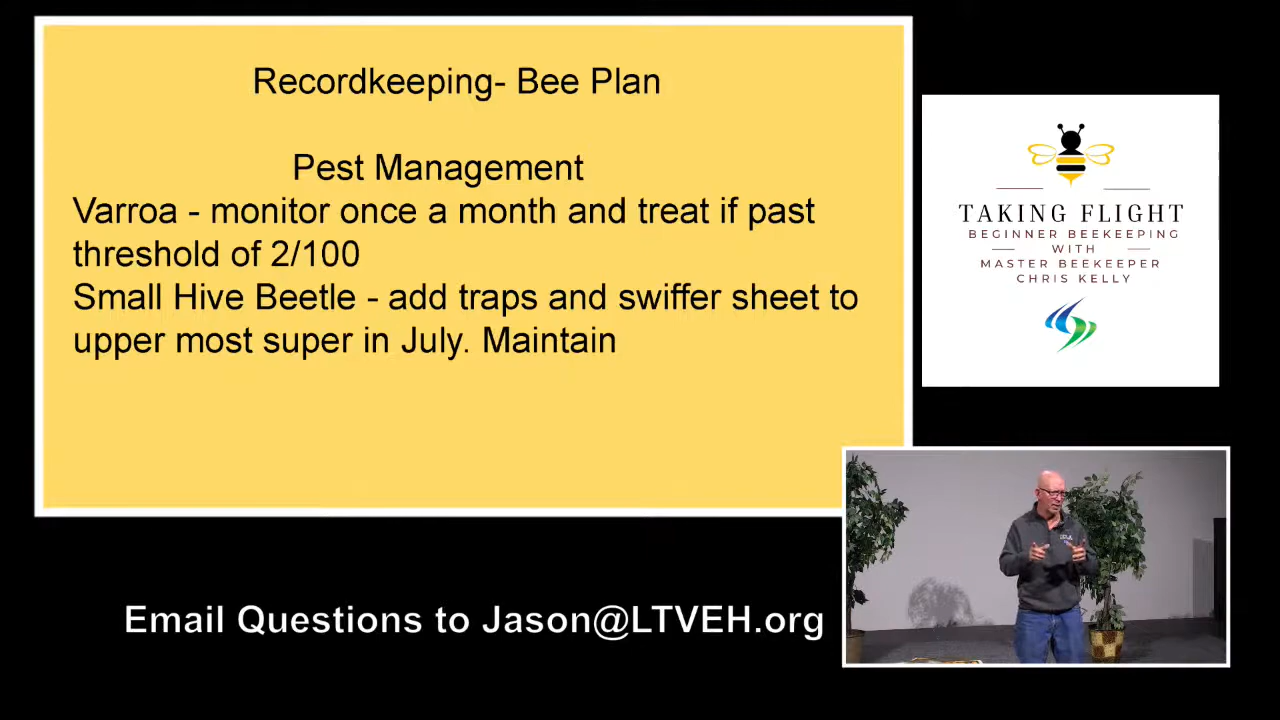 Recordkeeping- Bee Plan
Pest Management
Varroa - monitor once a month and treat if past
threshold of 2/100
Small Hive Beetle - add traps and swiffer sheet to
upper most super in July. Maintain
TAKING FLIGHT
BEGINNER BEEKEEPING
WITH
MASTER BEEKEEPER
CHRIS KELLY
Email Questions to Jason@LTVEH.org